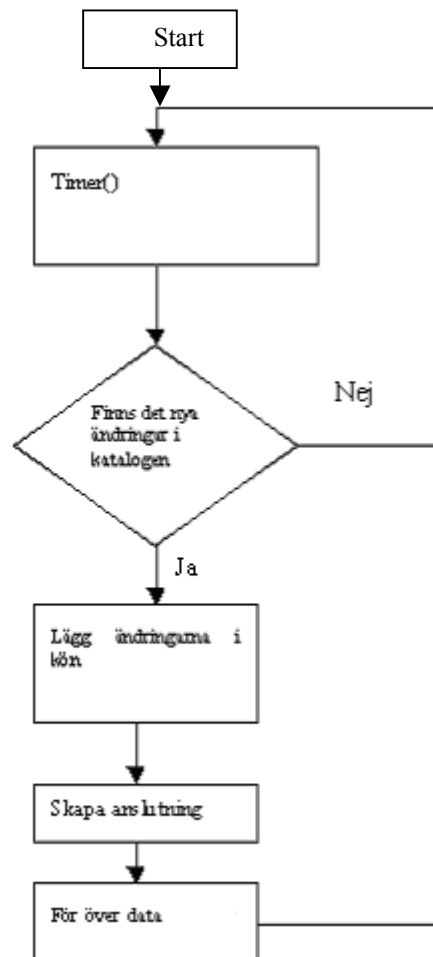 Start
Timer()
Finns det nya
ändringar i
katalogen
Nej
Ja
Lägg ändringarna i
kön
Skapa anslutning
För över data